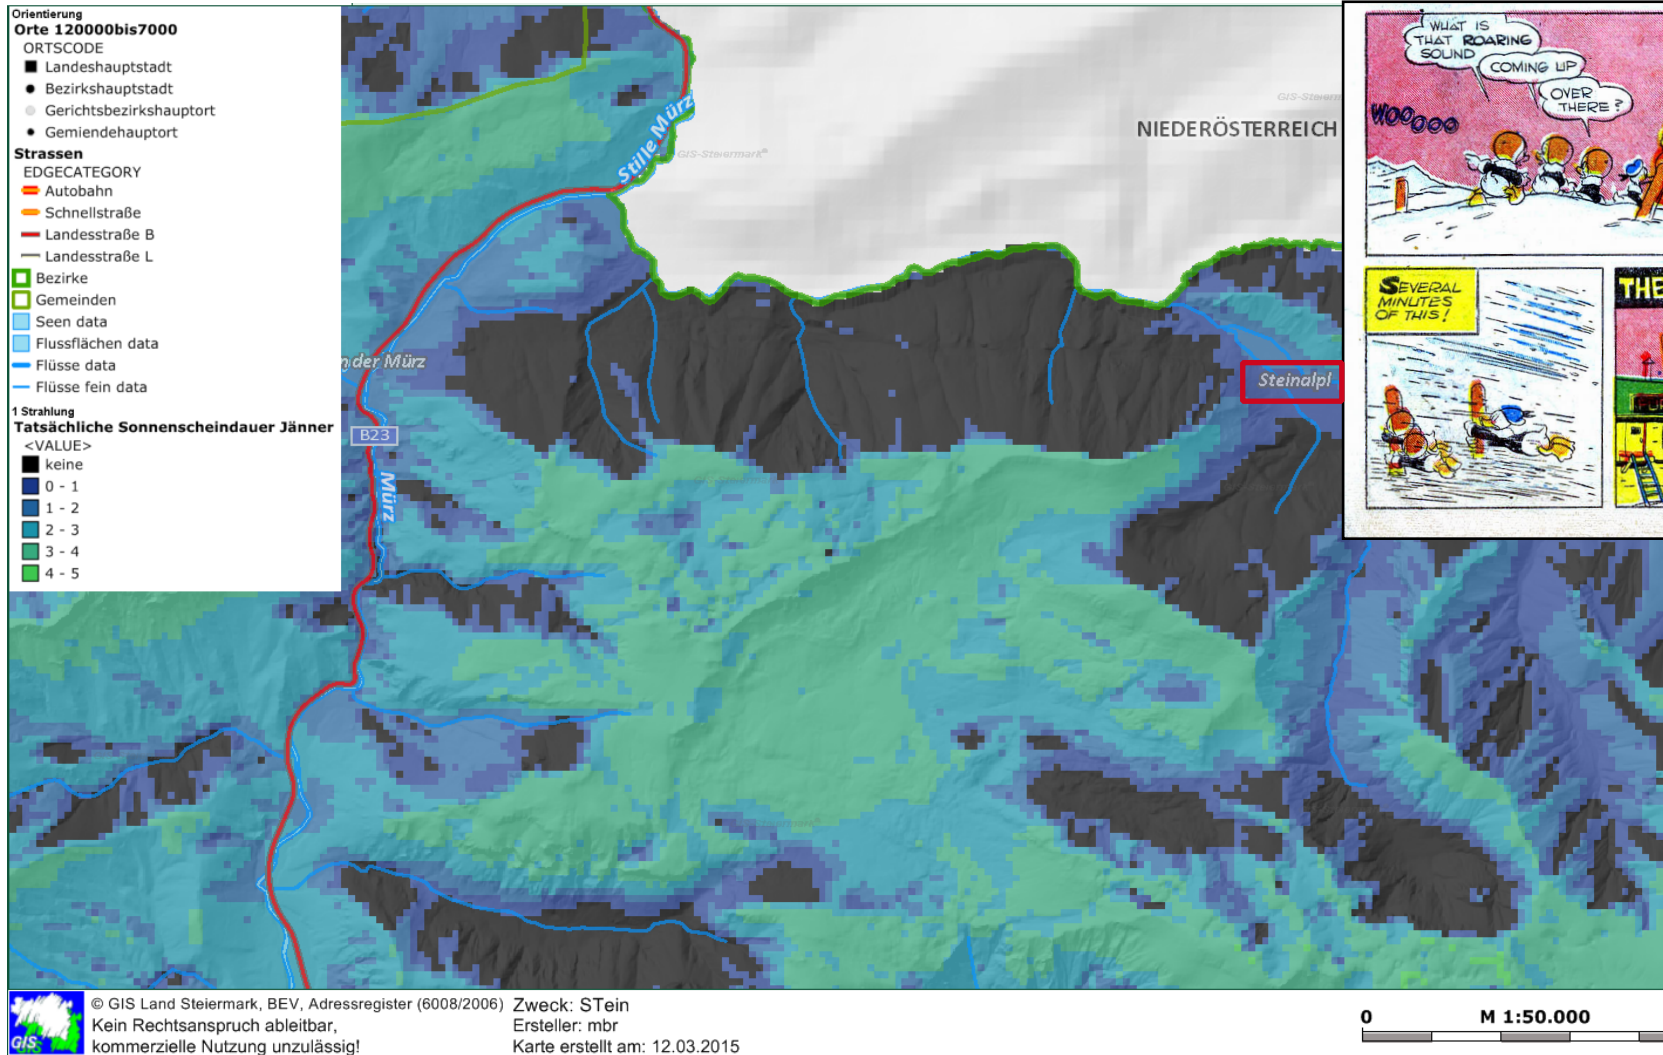 Orientierung
Orte 120000bis7000
ORTSCODE
Landeshauptstadt
Bezirkshauptstadt
Gerichtsbezirkshauptort
Gemiendehauptort
Strassen
EDGECATEGORY
Autobahn
Schnellstraße
Landesstraße B
Landesstraße L
Bezirke
Gemeinden
Seen data
Flussflächen data
Flüsse data
Flüsse fein data
1 Strahlung
Tatsächliche Sonnenscheindauer Jänner
<VALUE>
keine
0 - 1
1 - 2
2 - 3
3 - 4
4 - 5
Stille Mürz
GIS-Steiermark®
GIS-Steierm
NIEDERÖSTERREICH
n der Mürz
B23
Mürz
Steinalpl
WHAT IS
THAT ROARING
SOUND
COMING UP
OVER
THERE?
WOOOOO
SEVERAL
MINUTES
OF THIS!
THE
© GIS Land Steiermark, BEV, Adressregister (6008/2006)
Kein Rechtsanspruch ableitbar,
kommerzielle Nutzung unzulässig!
GIS
Zweck: STein
Ersteller: mbr
Karte erstellt am: 12.03.2015
0 M 1:50.000